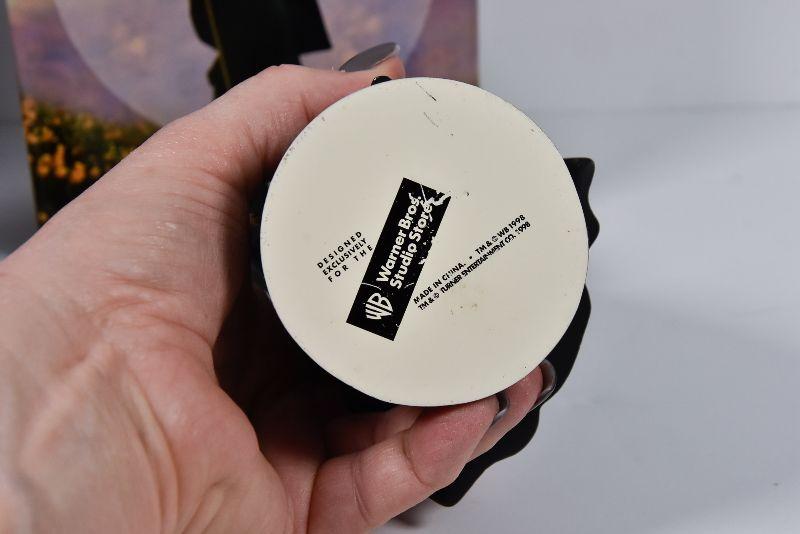 DESIGNED
EXCLUSIVELY
FOR THE
WB
Warner Bros.
Studio Store
MADE IN CHINA. • TM & © WB 1998
TM & © TURNER ENTERTAINMENT CO. 1998